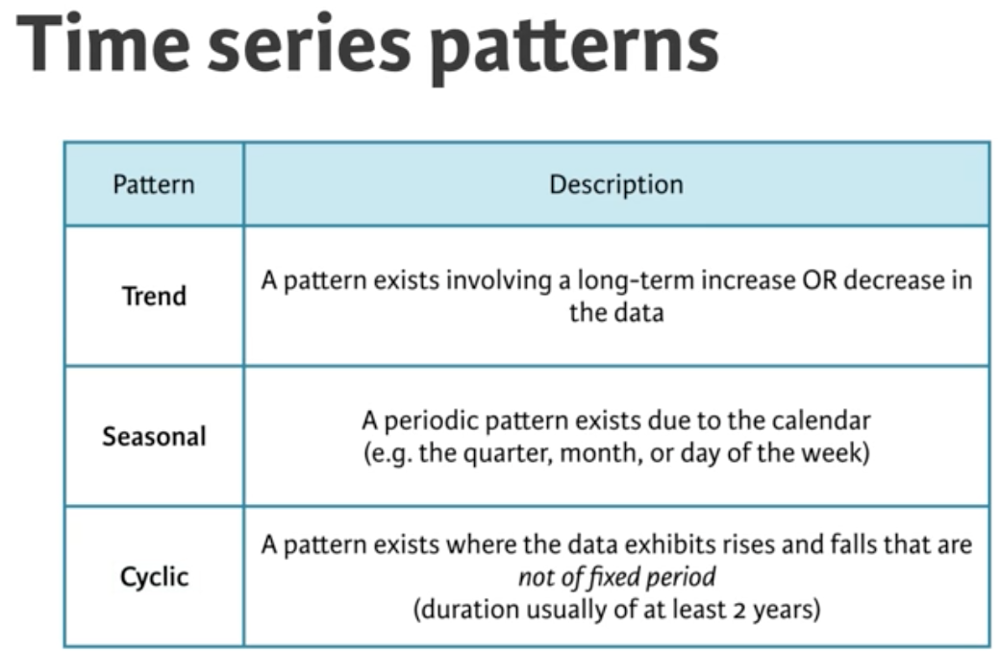 Time series patterns
Pattern
Description
Trend
A pattern exists involving a long-term increase OR decrease in
the data
Seasonal
A periodic pattern exists due to the calendar
(e.g. the quarter, month, or day of the week)
Cyclic
A pattern exists where the data exhibits rises and falls that are
not of fixed period
(duration usually of at least 2 years)